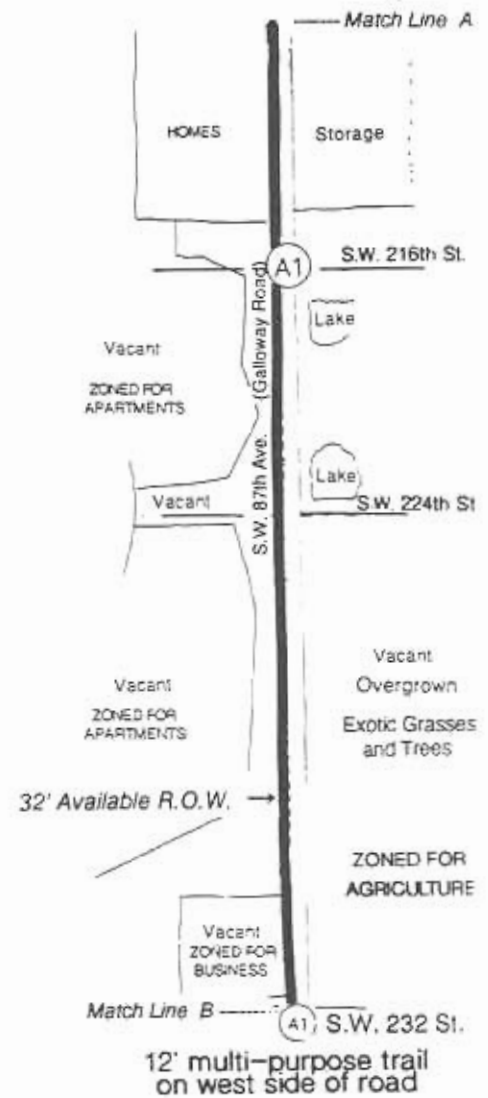 Match Line A
HOMES
Storage
A1
S.W. 216th St.
S.W. 87th Ave. (Galloway Road)
Lake
Vacant
ZONED FOR
APARTMENTS
Lake
Vacant
S.W. 224th St
Vacant
Overgrown
Exotic Grasses
and Trees
Vacant
ZONED FOR
APARTMENTS
32' Available R.O.W.
ZONED FOR
AGRICULTURE
Vacant
ZONED FOR
BUSINESS
Match Line B
A1
S.W. 232 St.
12' multi-purpose trail
on west side of road